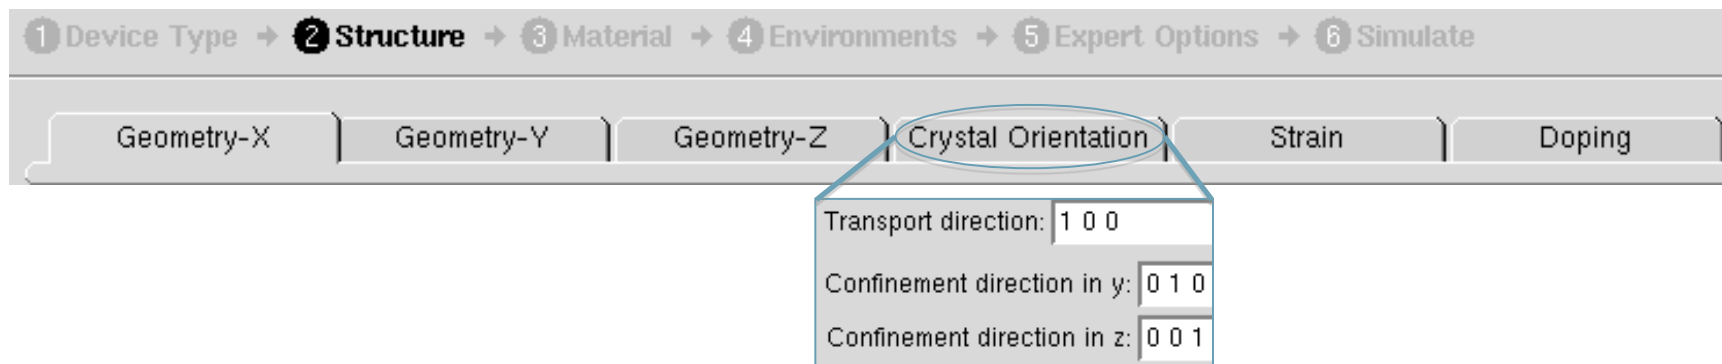 1 Device Type → 2 Structure → 3 Material → 4 Environments → 5 Expert Options → 6 Simulate
Geometry-X Geometry-Y Geometry-Z Crystal Orientation Strain Doping
Transport direction: 1 0 0
Confinement direction in y: 0 1 0
Confinement direction in z: 0 0 1